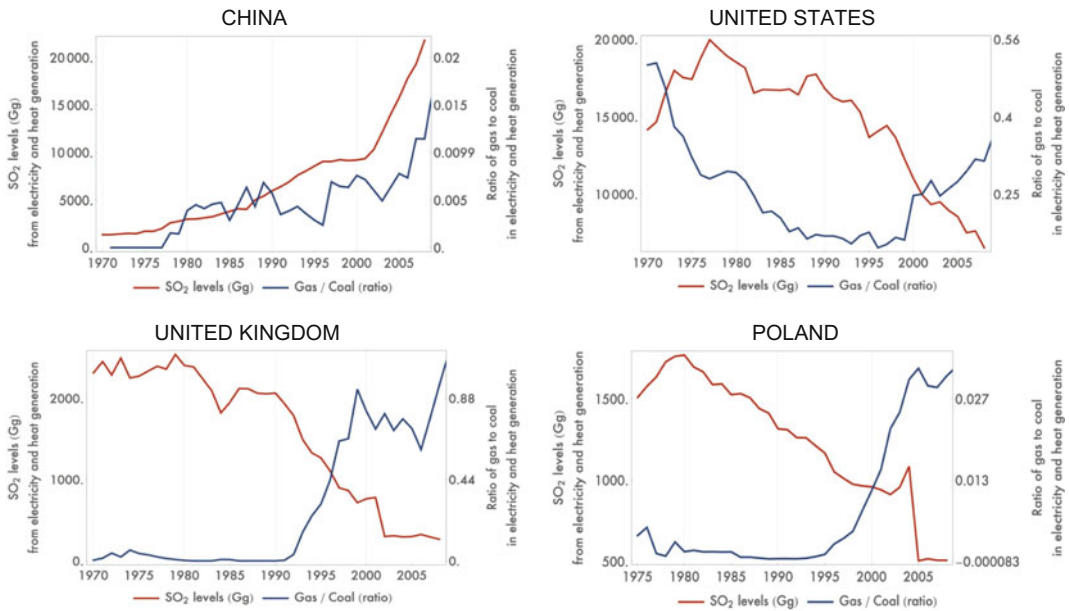 CHINA
SO2 levels (Gg)
from electricity and heat generation
20000.
15000.
10000
5000.
0.
0.02
0.015
0.0099
0.005
0.
Ratio of gas to coal
in electricity and heat generation
1970 1975 1980 1985 1990 1995 2000 2005
SO2 levels (Gg) Gas / Coal (ratio)
UNITED STATES
SO2 levels (Gg)
from electricity and heat generation
20000.
15000.
10000.
0.56
0.4
0.25
Ratio of gas to coal
in electricity and heat generation
1970 1975 1980 1985 1990 1995 2000 2005
SO2 levels (Gg) Gas / Coal (ratio)
UNITED KINGDOM
SO2 levels (Gg)
from electricity and heat generation
2000.
1000.
0.
0.88
0.44
0.
Ratio of gas to coal
in electricity and heat generation
1970 1975 1980 1985 1990 1995 2000 2005
SO2 levels (Gg) Gas / Coal (ratio)
POLAND
SO2 levels (Gg)
from electricity and heat generation
1500.
1000.
500.
0.027
0.013
−0.000083
Ratio of gas to coal
in electricity and heat generation
1975 1980 1985 1990 1995 2000 2005
SO2 levels (Gg) Gas / Coal (ratio)